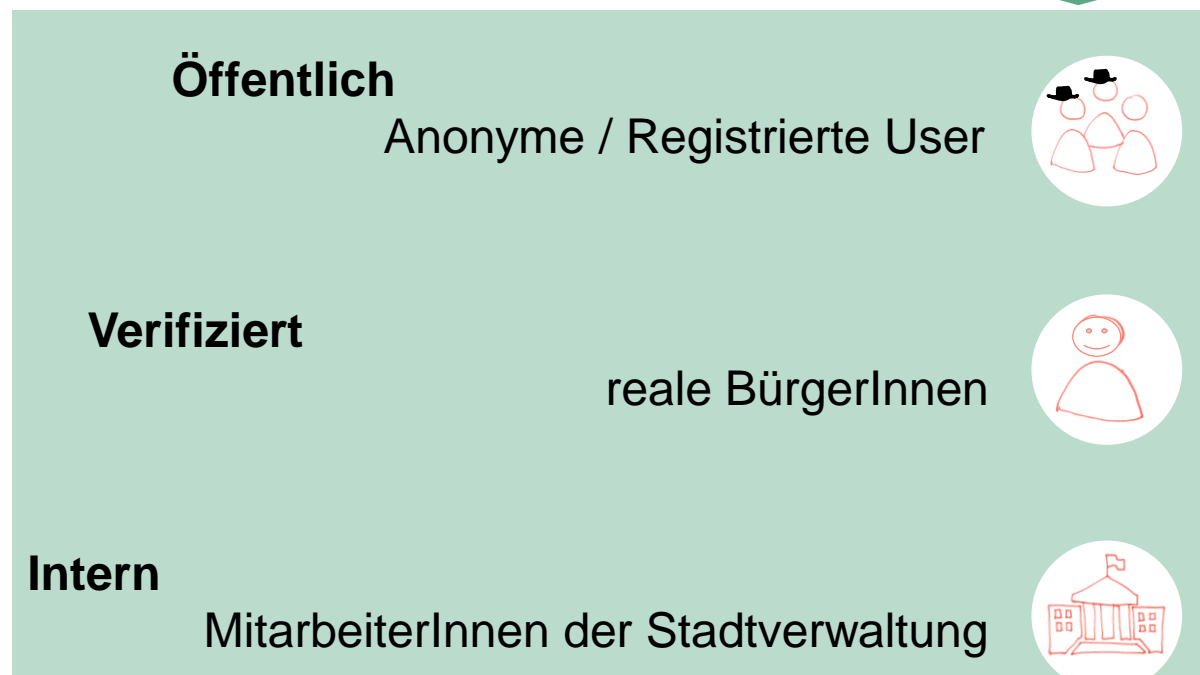 Öffentlich
Anonyme / Registrierte User
Verifiziert
reale BürgerInnen
Intern
MitarbeiterInnen der Stadtverwaltung